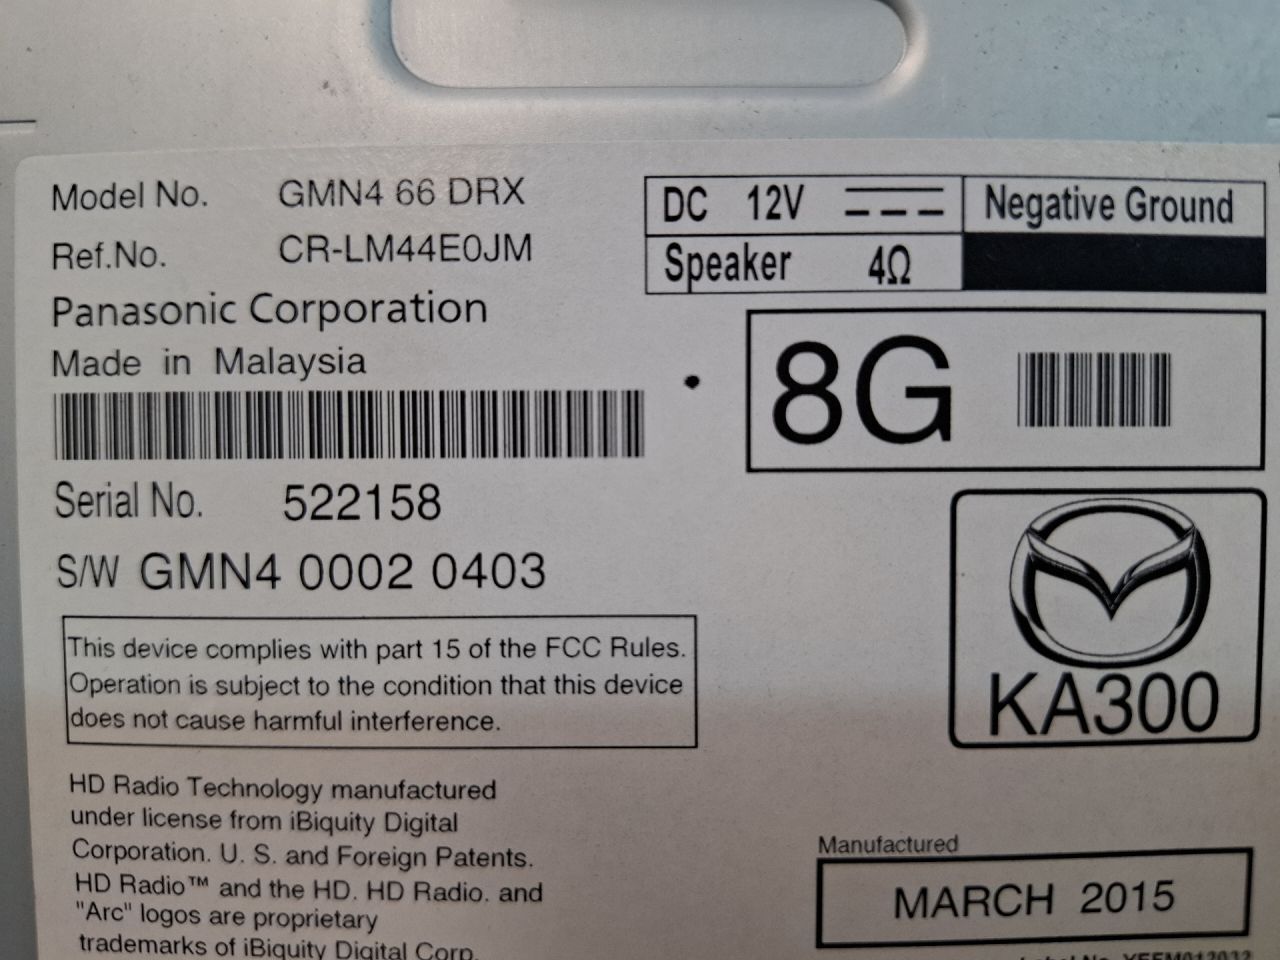 Model No. GMN4 66 DRX
Ref.No. CR-LM44E0JM
Panasonic Corporation
Made in Malaysia
DC 12V Negative Ground
Speaker 4Ω
8G
Serial No. 522158
S/W GMN4 0002 0403
KA300
This device complies with part 15 of the FCC Rules.
Operation is subject to the condition that this device
does not cause harmful interference.
HD Radio Technology manufactured
under license from iBiquity Digital
Corporation. U. S. and Foreign Patents.
HD Radio™ and the HD. HD Radio. and
"Arc" logos are proprietary
trademarks of iBiquity Digital Corp.
Manufactured
MARCH 2015
Label No.